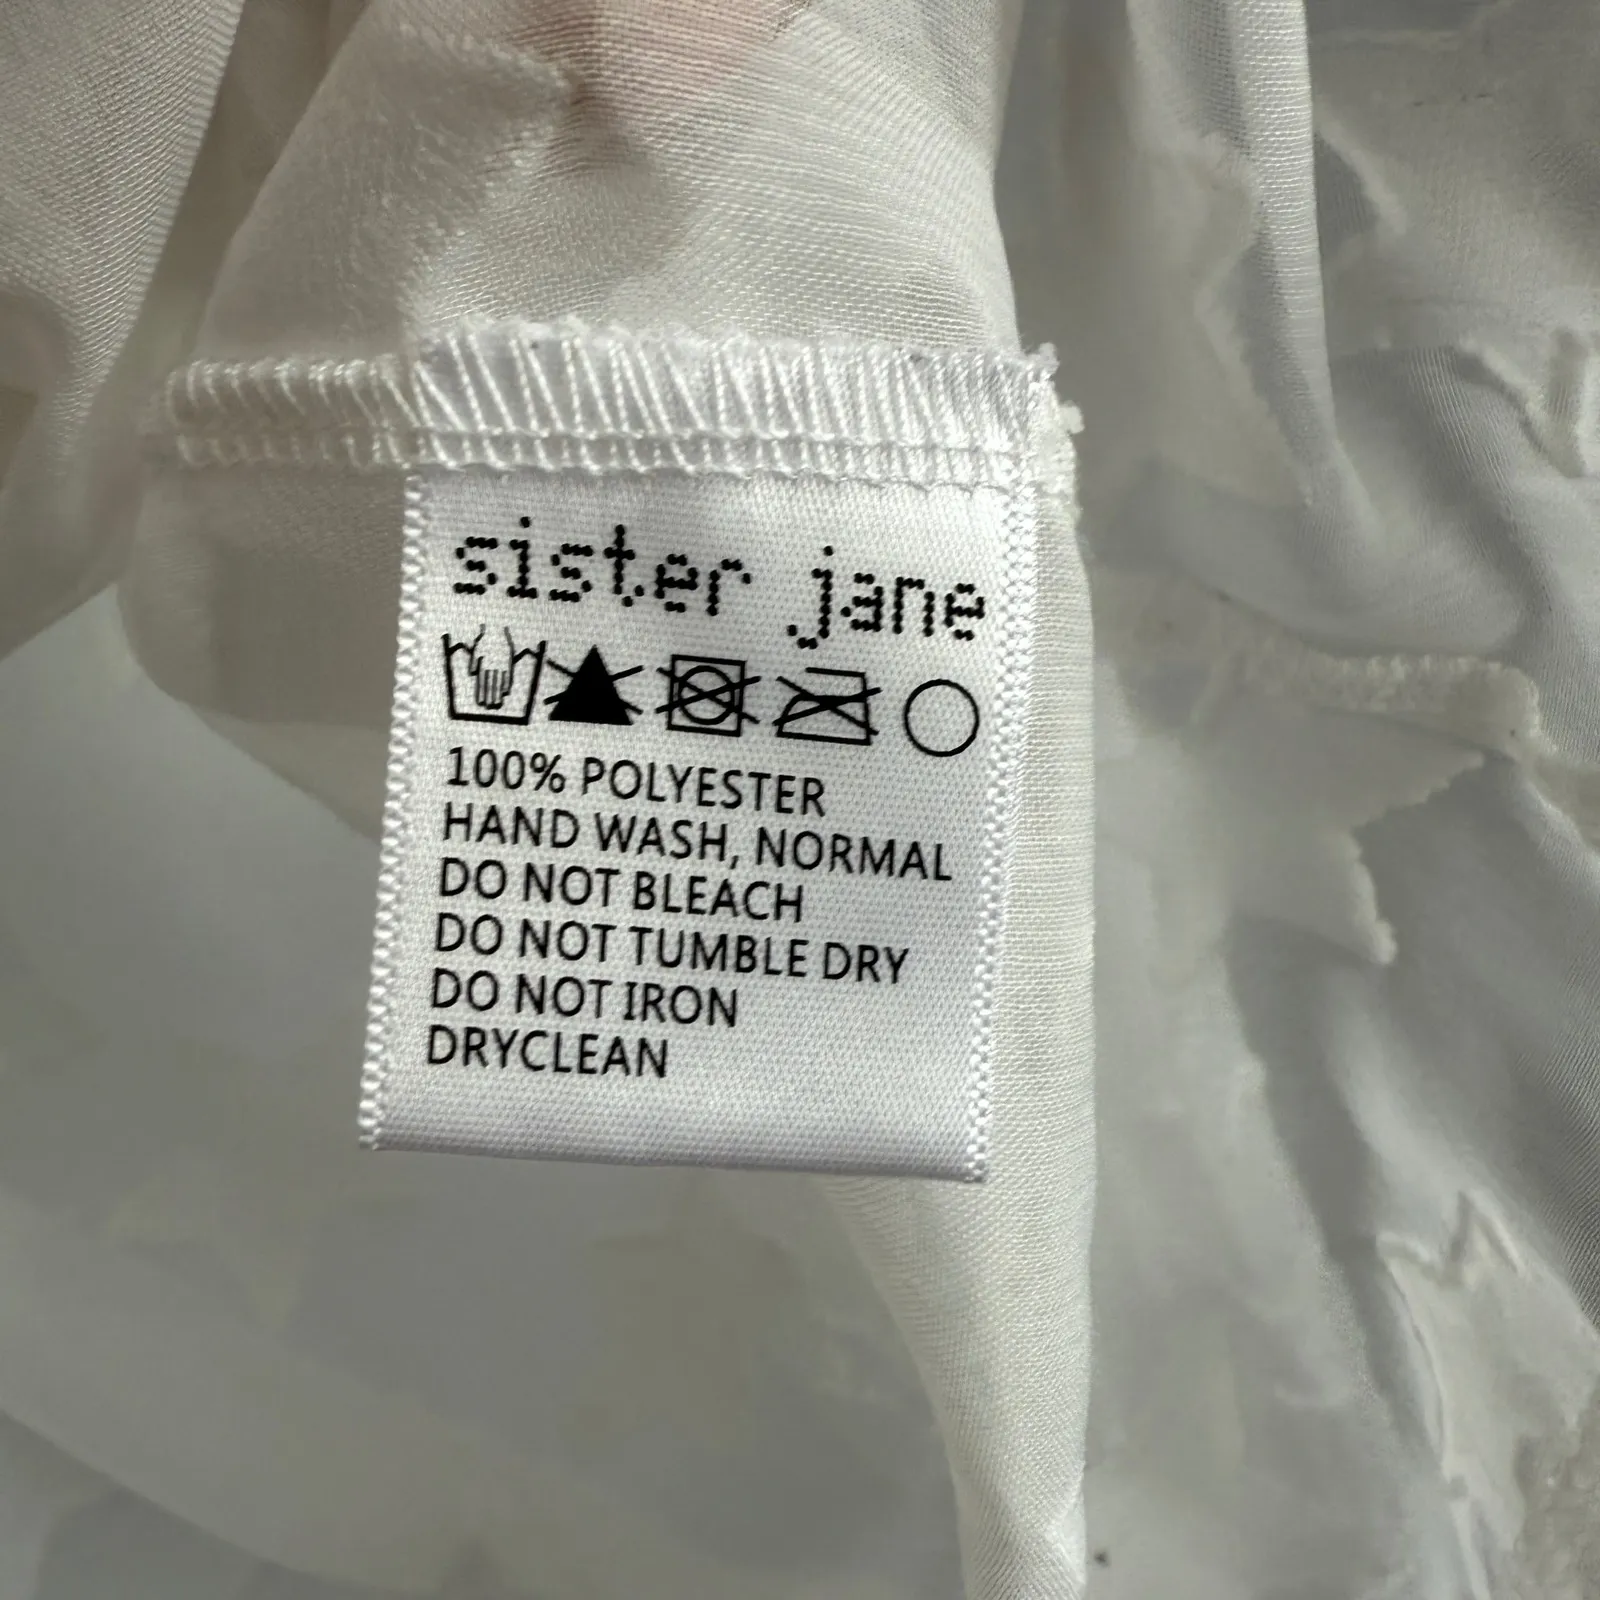 sister jane
100% POLYESTER
HAND WASH, NORMAL
DO NOT BLEACH
DO NOT TUMBLE DRY
DO NOT IRON
DRYCLEAN